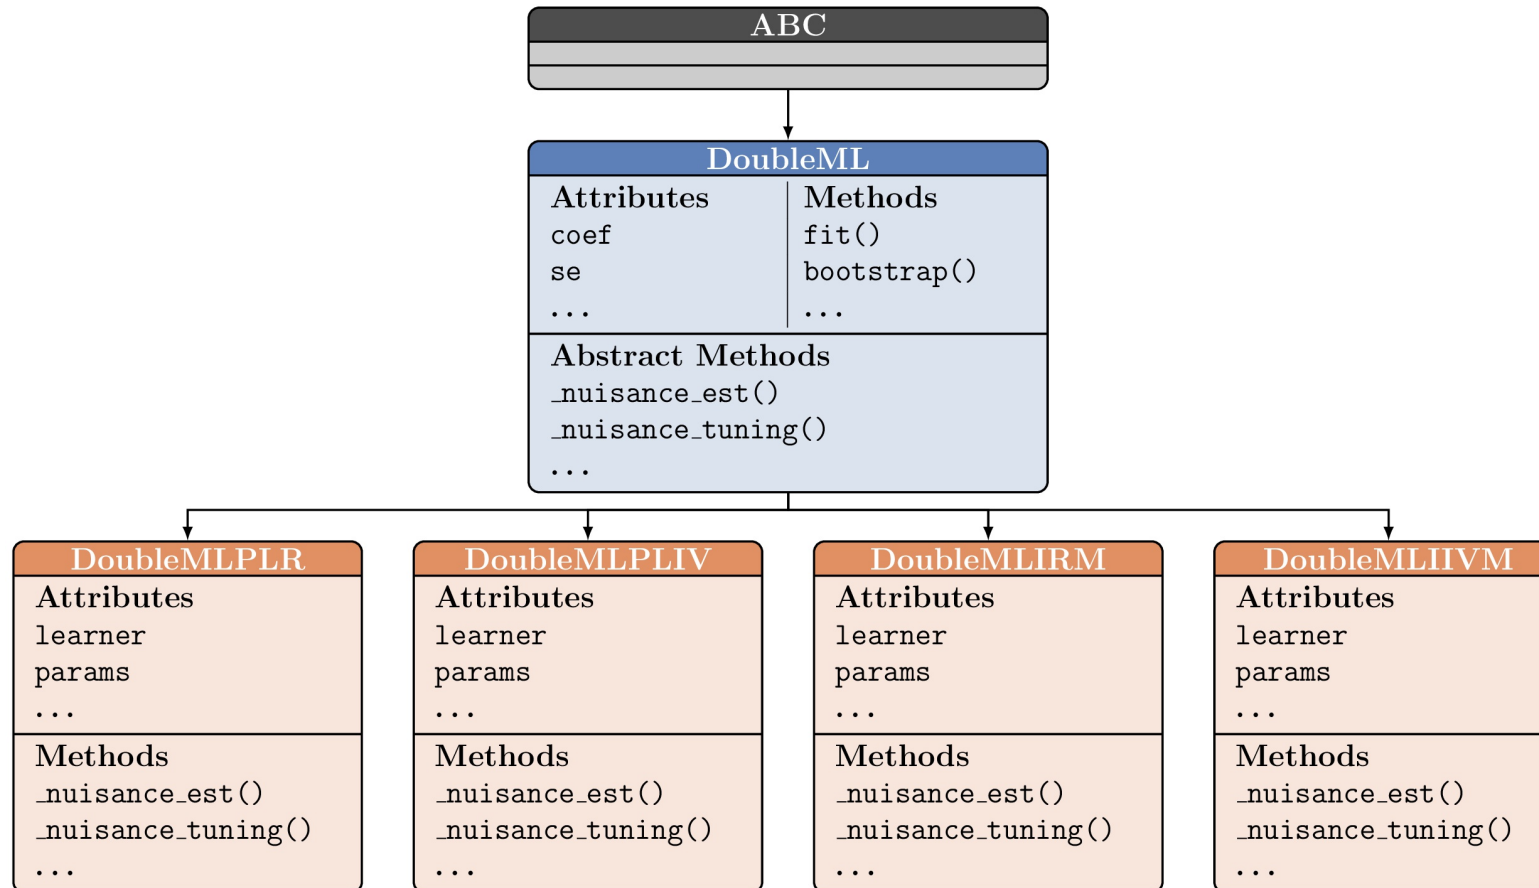 ABC
DoubleML
Attributes
coef
se
...
Methods
fit()
bootstrap()
...
Abstract Methods
_nuisance_est()
_nuisance_tuning()
...
DoubleMLPLR
Attributes
learner
params
...
Methods
_nuisance_est()
_nuisance_tuning()
...
DoubleMLPLIV
Attributes
learner
params
...
Methods
_nuisance_est()
_nuisance_tuning()
...
DoubleMLIRM
Attributes
learner
params
...
Methods
_nuisance_est()
_nuisance_tuning()
...
DoubleMLIIVM
Attributes
learner
params
...
Methods
_nuisance_est()
_nuisance_tuning()
...